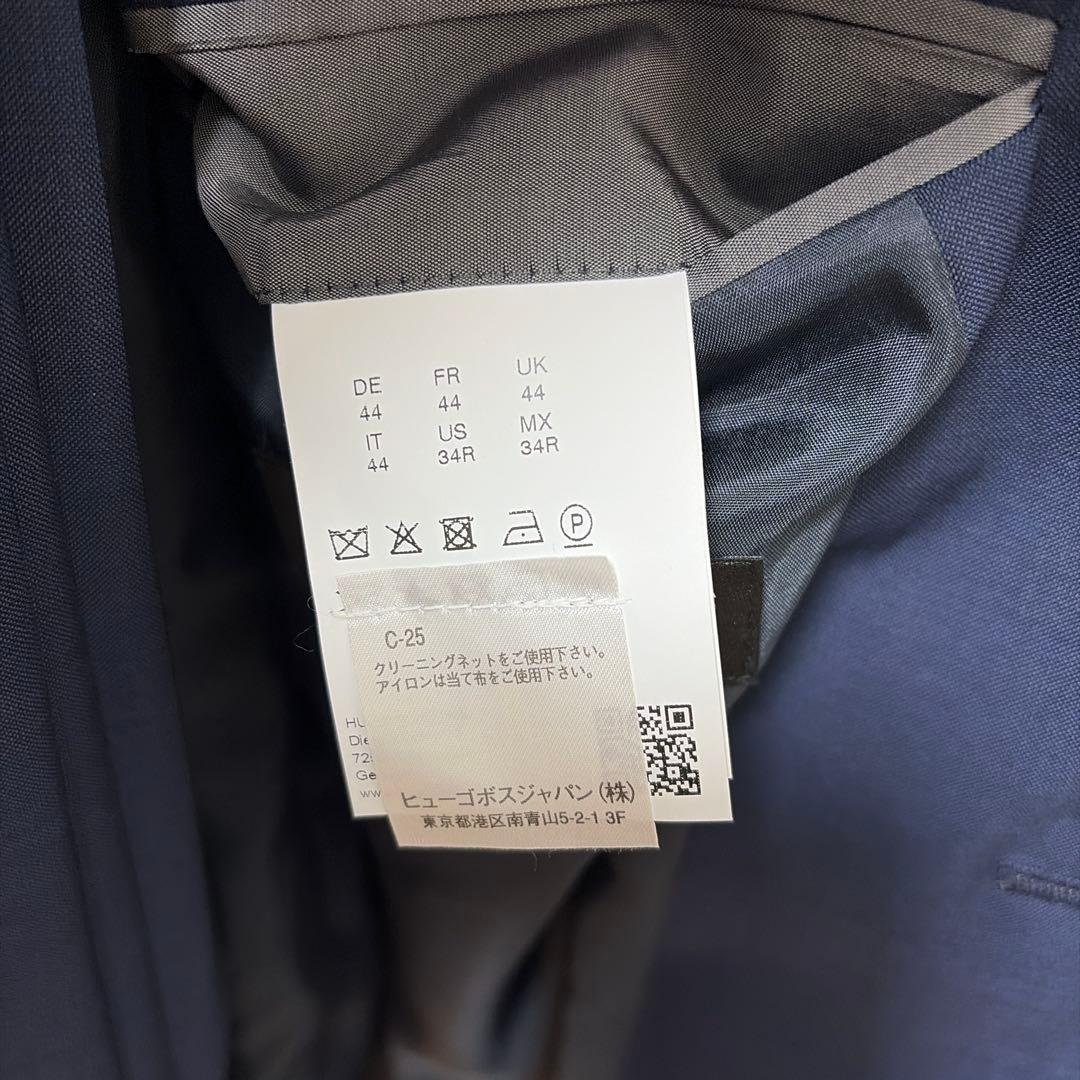 DE FR UK
44 44 44
IT US MX
44 34R 34R
P
C-25
クリーニングネットをご使用下さい。
アイロンは当て布をご使用下さい。
ヒューゴボスジャパン(株)
東京都港区南青山5-2-1 3F